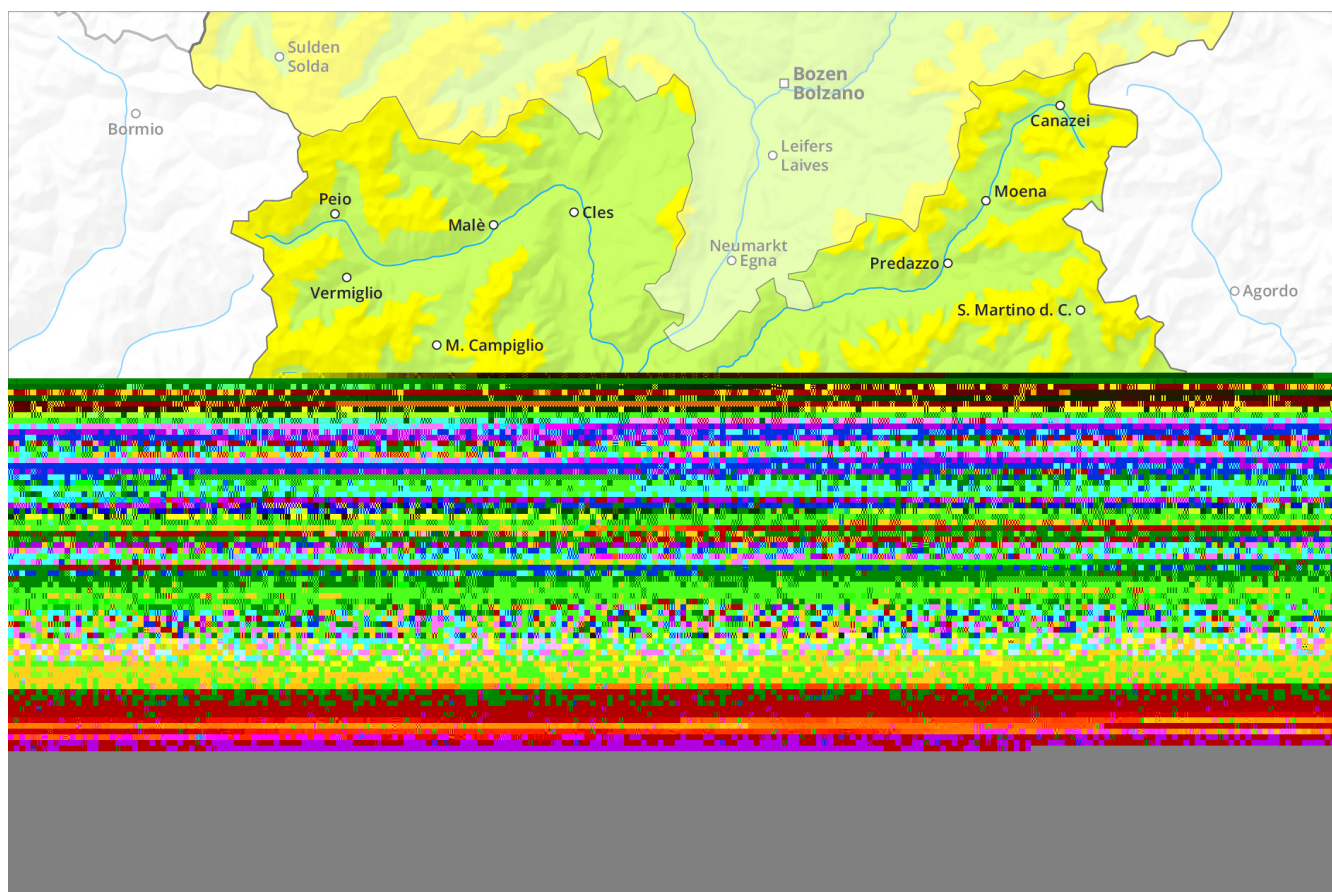 Sulden
Solda
Bozen
Bolzano
Bormio
Canazei
Leifers
Laives
Peio
Moena
Malè
Cles
Neumarkt
Egna
Predazzo
Vermiglio
Agordo
S. Martino d. C.
M. Campiglio